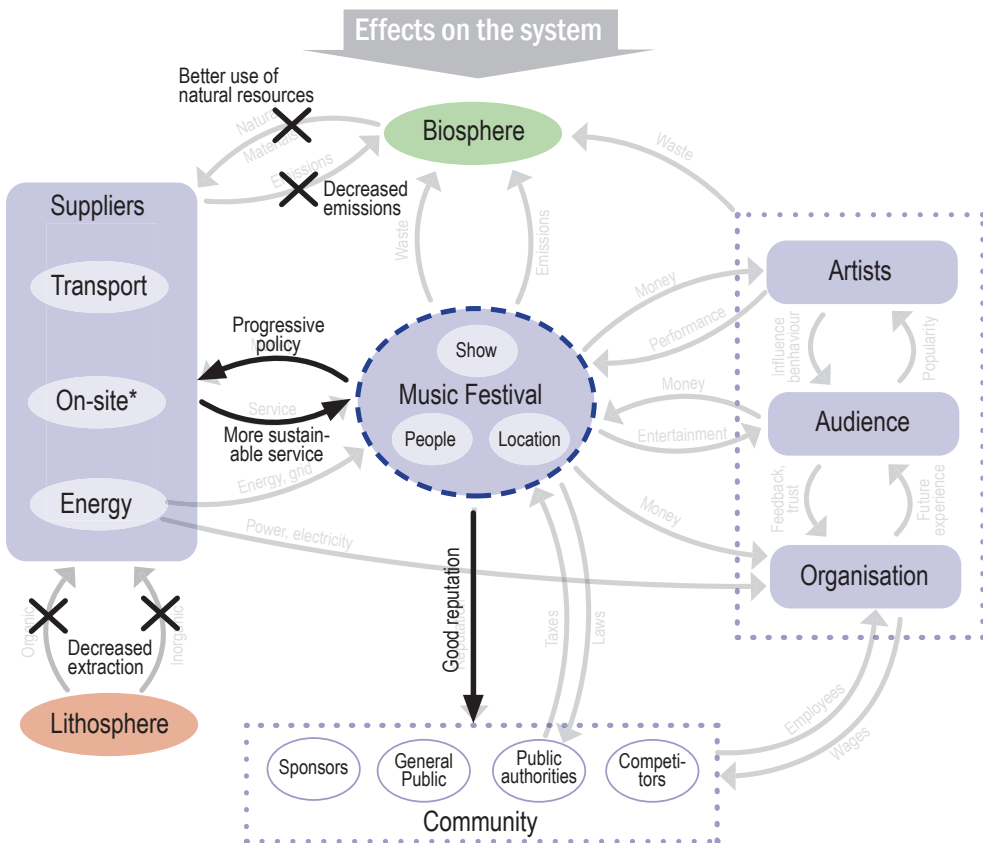 Effects on the system
Better use of
natural resources
Natural
Materials
Biosphere
Emissions
Decreased
emissions
Waste
Suppliers
Waste
Emissions
Artists
Transport
Money
Performance
Progressive
policy
Show
Influence
benhaviour
Popularity
On-site*
Music Festival
Money
Audience
Service
More sustain-
able service
People
Location
Entertainment
Energy, grid
Energy
Power, electricity
Money
Feedback,
trust
Future
experience
Organisation
Organic
Inorganic
Decreased
extraction
Good reputation
Taxes
Laws
Lithosphere
Employees
Wages
Sponsors
General
Public
Public
authorities
Competi-
tors
Community